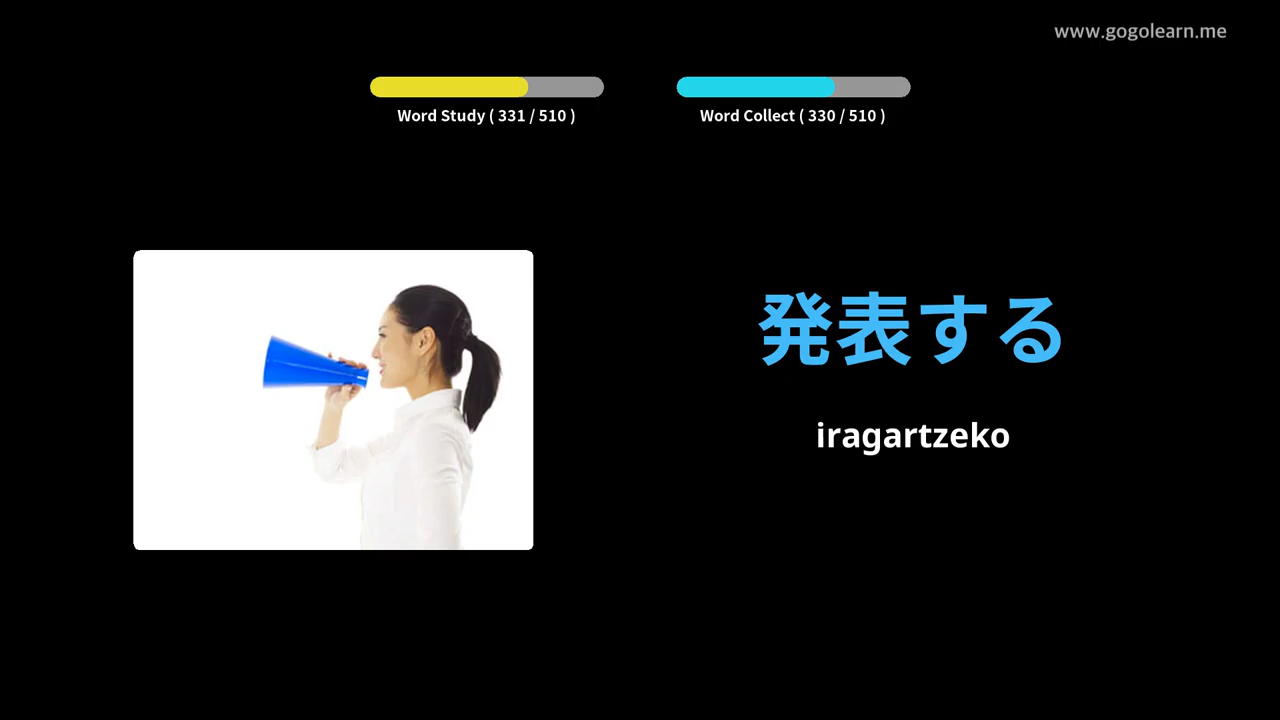 www.gogolearn.me
Word Study ( 331 / 510 )
Word Collect ( 330 / 510 )
発表する
iragartzeko